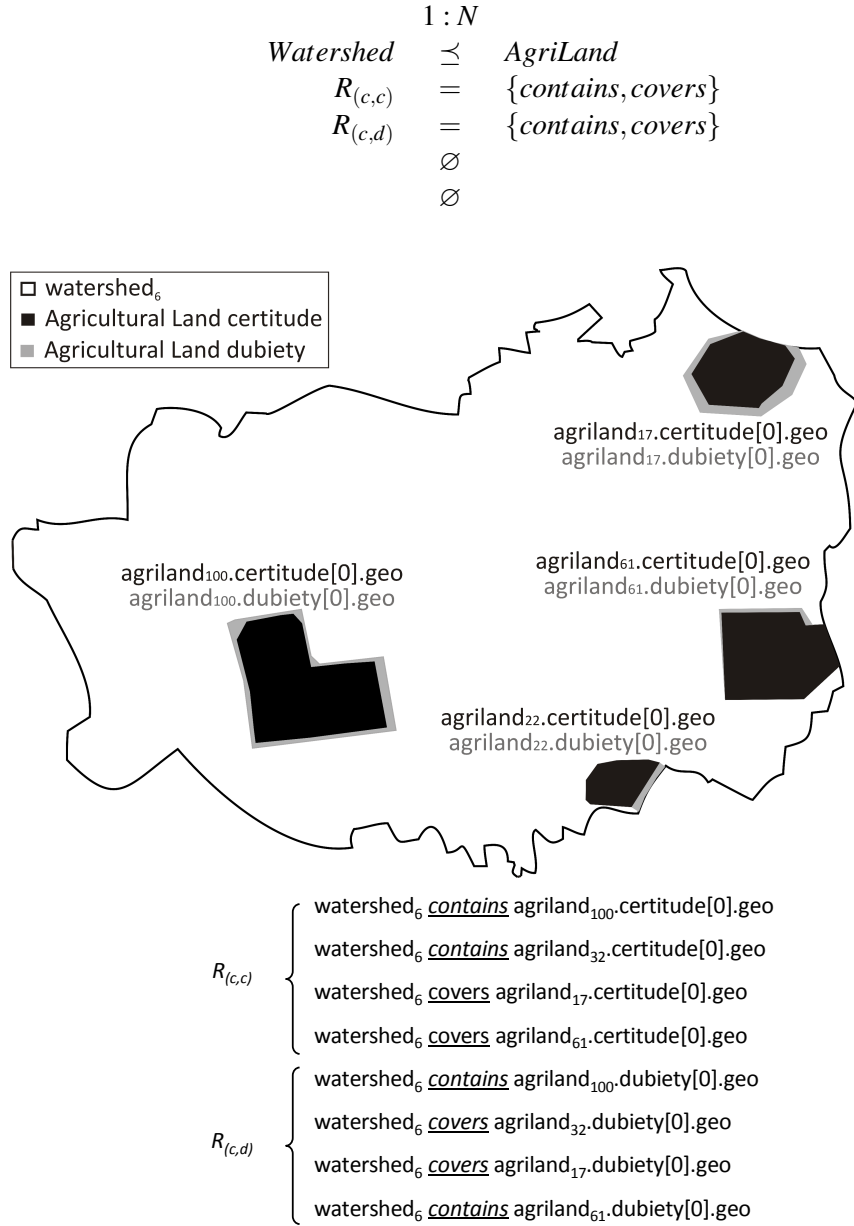 1 : N
Watershed ⪯ AgriLand
R(c,c) = {contains, covers}
R(c,d) = {contains, covers}
∅
∅
watershed6
Agricultural Land certitude
Agricultural Land dubiety
agriland17.certitude[0].geo
agriland17.dubiety[0].geo
agriland61.certitude[0].geo
agriland61.dubiety[0].geo
agriland100.certitude[0].geo
agriland100.dubiety[0].geo
agriland22.certitude[0].geo
agriland22.dubiety[0].geo
R(c,c)
watershed6 contains agriland100.certitude[0].geo
watershed6 contains agriland32.certitude[0].geo
watershed6 covers agriland17.certitude[0].geo
watershed6 covers agriland61.certitude[0].geo
R(c,d)
watershed6 contains agriland100.dubiety[0].geo
watershed6 covers agriland32.dubiety[0].geo
watershed6 covers agriland17.dubiety[0].geo
watershed6 contains agriland61.dubiety[0].geo